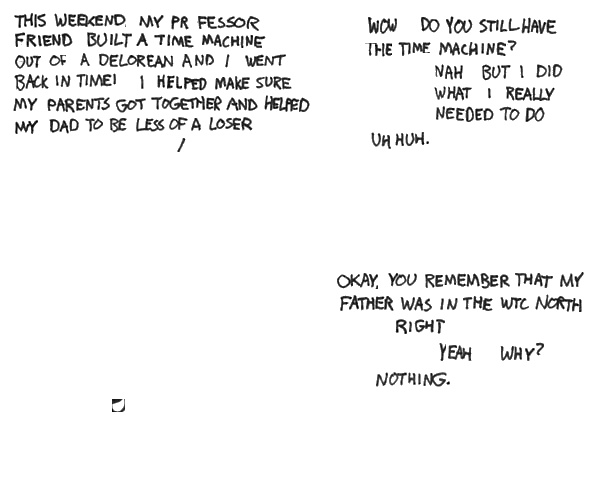 THIS WEEKEND, MY PR FESSOR
FRIEND BUILT A TIME MACHINE
OUT OF A DELOREAN AND I WENT
BACK IN TIME! I HELPED MAKE SURE
MY PARENTS GOT TOGETHER AND HELPED
MY DAD TO BE LESS OF A LOSER
WOW DO YOU STILL HAVE
THE TIME MACHINE?
NAH BUT I DID
WHAT I REALLY
NEEDED TO DO
UH HUH.
OKAY, YOU REMEMBER THAT MY
FATHER WAS IN THE WTC NORTH
RIGHT
YEAH WHY?
NOTHING.